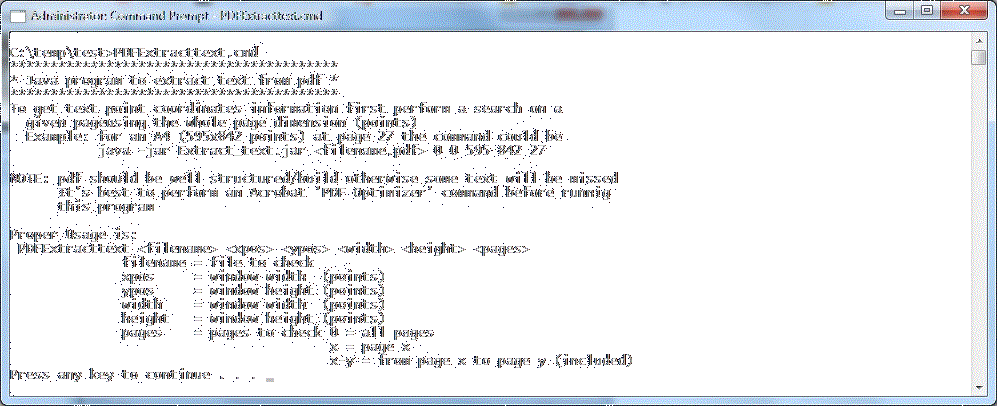 Administrator: Command Prompt - PDFExtracttext.cmd
C:\temp\test>PDFExtracttext.cmd
******************************************
* Java program to extract text from pdf *
******************************************
To get text point coordinates information first perform a search on a
given pageusing the whole page dimension (points)
Example: for an A4 (595x842 points) at page 27 the command could be
java -jar Extract_text.jar <filename.pdf> 0 0 595 842 27
NOTE: pdf should be well structured/build otherwise some text will be missed
It's best to perform an Acrobat "PDF Optimizer" command before running
this program
Proper Usage is:
PDFExtracttext <filename> <xpos> <ypos> <width> <height> <pages>
filename = file to check
xpos = window width (points)
ypos = window height (points)
width = window width (points)
height = window height (points)
pages = pages to check 0 = all pages
x = page x
x-y = from page x to page y (included)
Press any key to continue . . . _